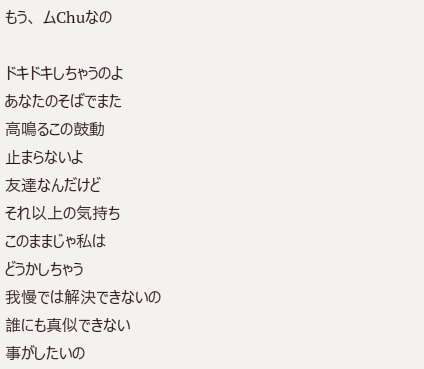 もう、ムChuなの
ドキドキしちゃうのよ
あなたのそばでまた
高鳴るこの鼓動
止まらないよ
友達なんだけど
それ以上の気持ち
このままじゃ私は
どうかしちゃう
我慢では解決できないの
誰にも真似できない
事がしたいの